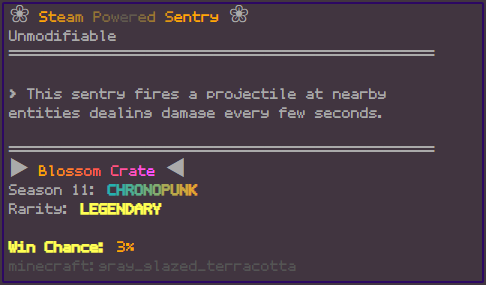 ❀ Steam Powered Sentry ❀
Unmodifiable
> This sentry fires a projectile at nearby
entities dealing damage every few seconds.
▶ Blossom Crate ◀
Season 11: CHRONOPUNK
Rarity: LEGENDARY
Win Chance: 3%
minecraft:gray_glazed_terracotta